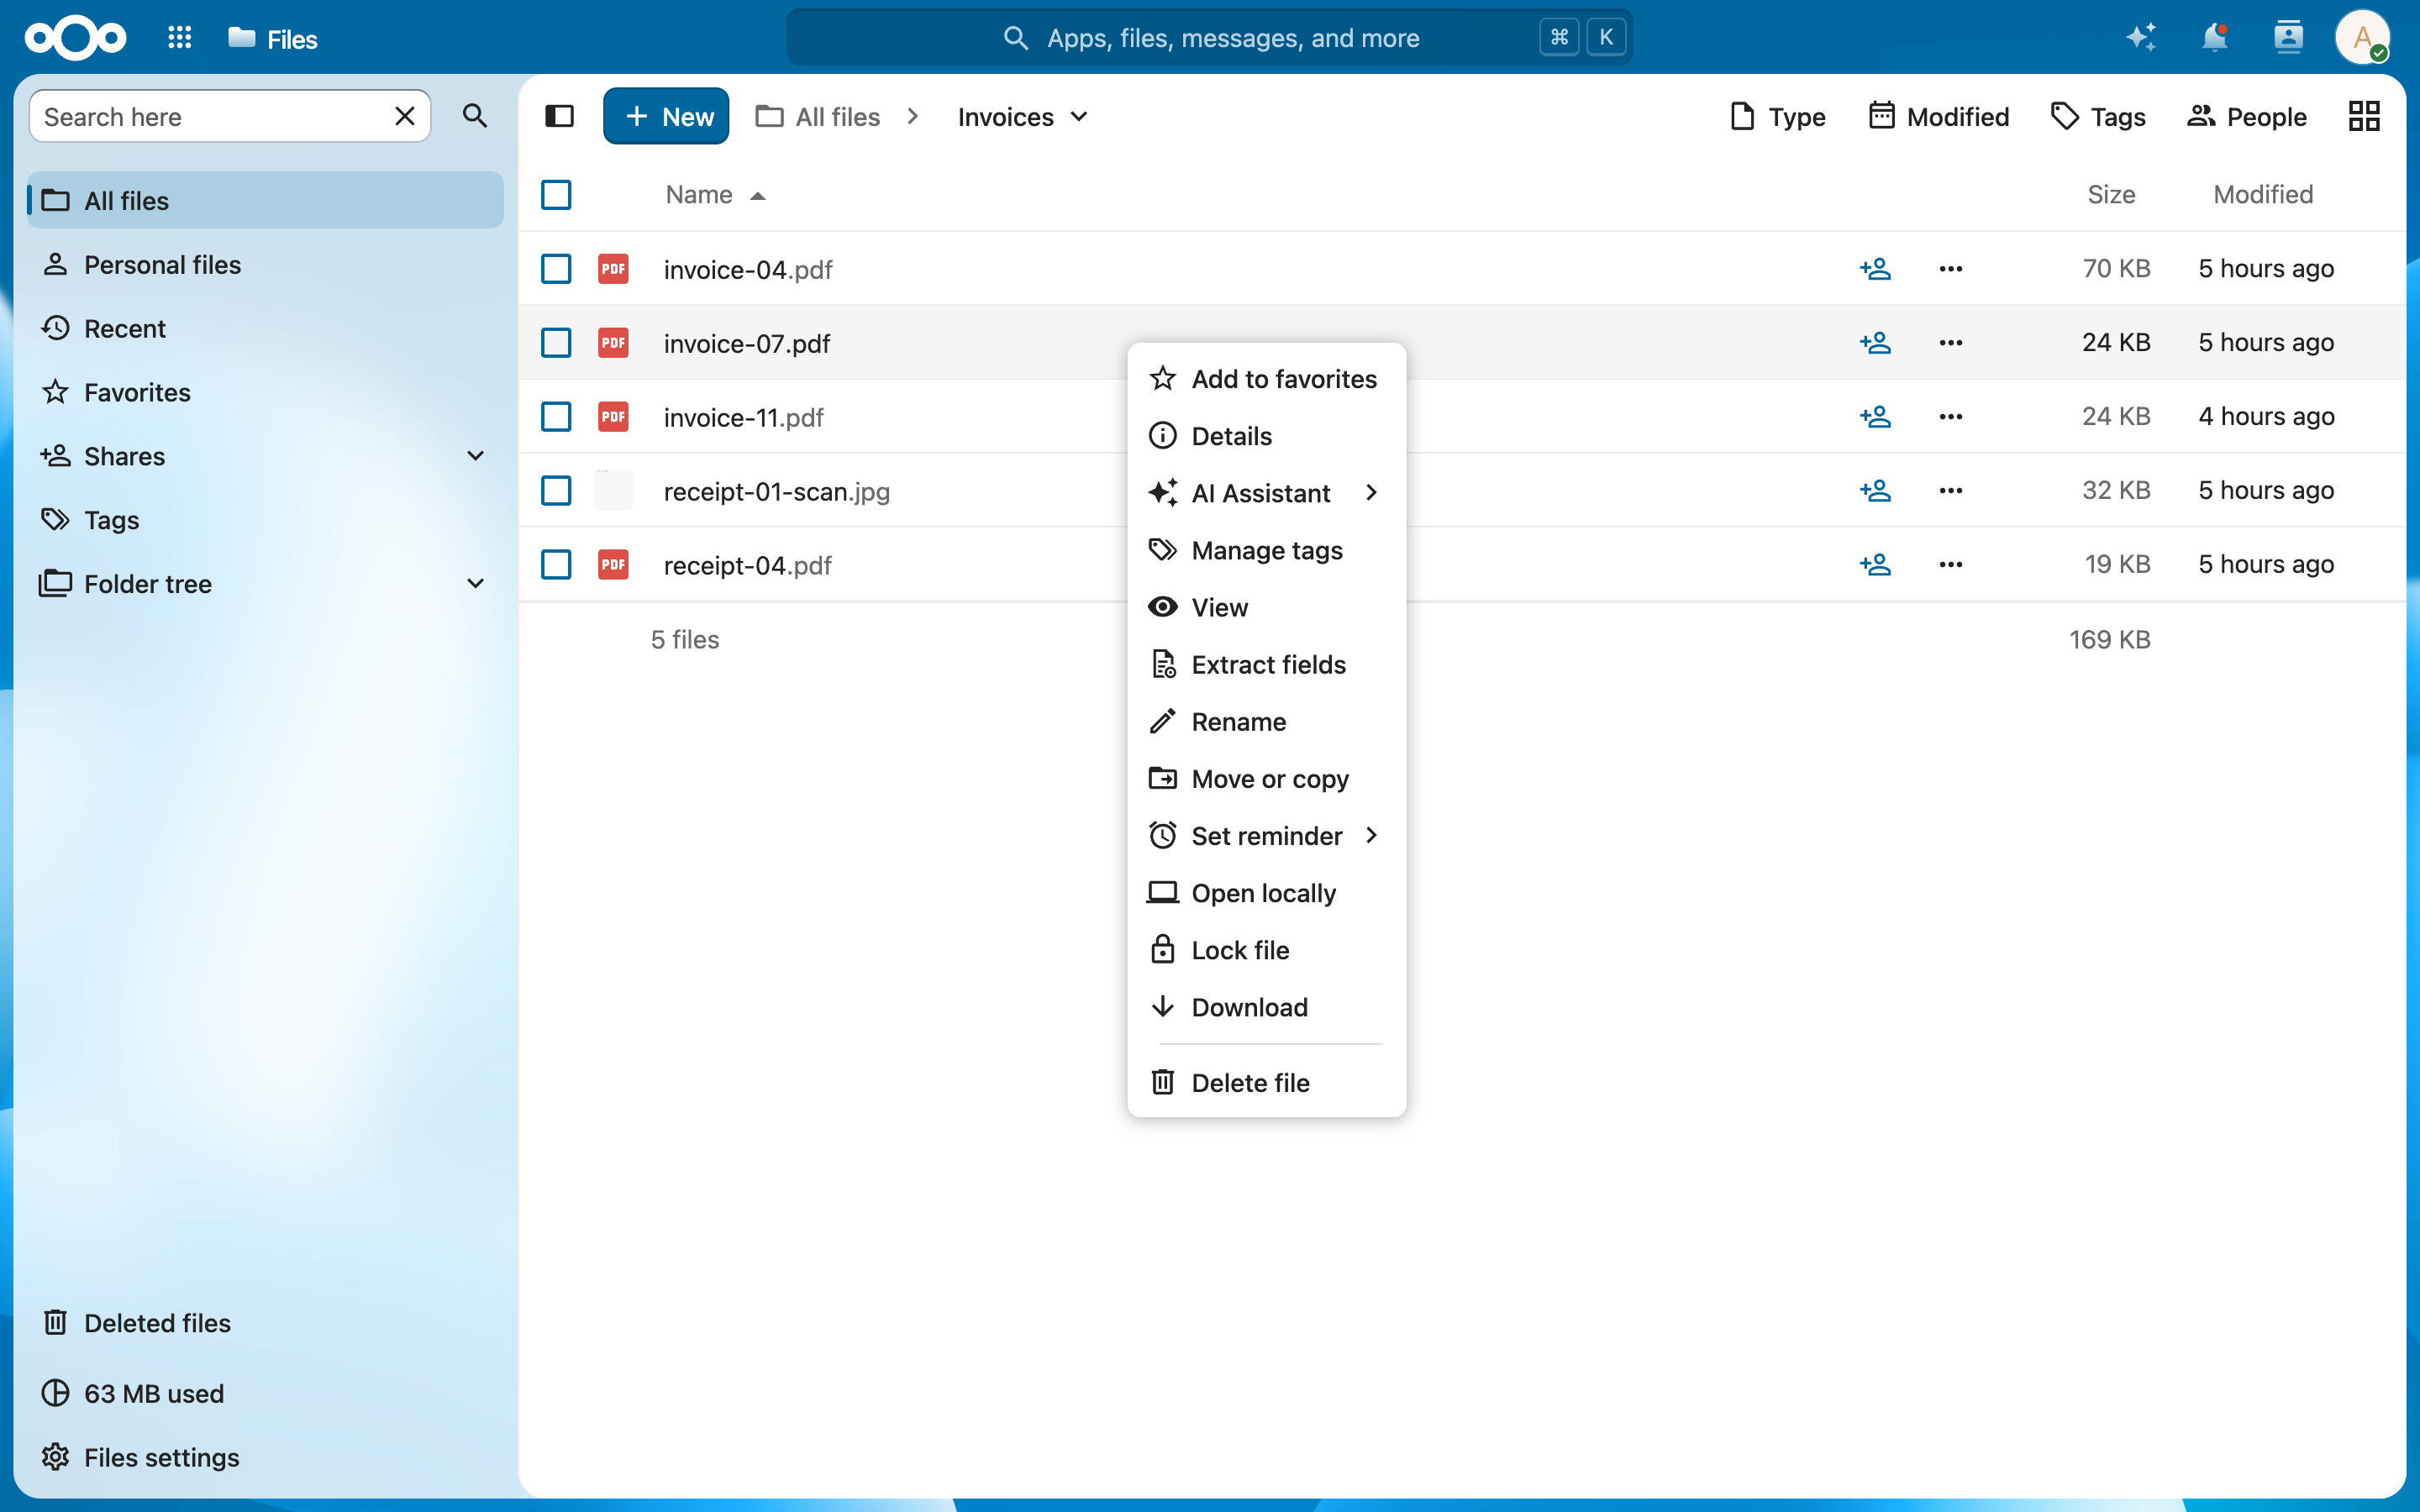 Files
Apps, files, messages, and more
⌘ K
A
Search here
New
All files
Invoices
Type
Modified
Tags
People
All files
Personal files
Recent
Favorites
Shares
Tags
Folder tree
Name
Size
Modified
PDF invoice-04.pdf 70 KB 5 hours ago
PDF invoice-07.pdf 24 KB 5 hours ago
PDF invoice-11.pdf 24 KB 4 hours ago
receipt-01-scan.jpg 32 KB 5 hours ago
PDF receipt-04.pdf 19 KB 5 hours ago
5 files 169 KB
Add to favorites
Details
AI Assistant
Manage tags
View
Extract fields
Rename
Move or copy
Set reminder
Open locally
Lock file
Download
Delete file
Deleted files
63 MB used
Files settings